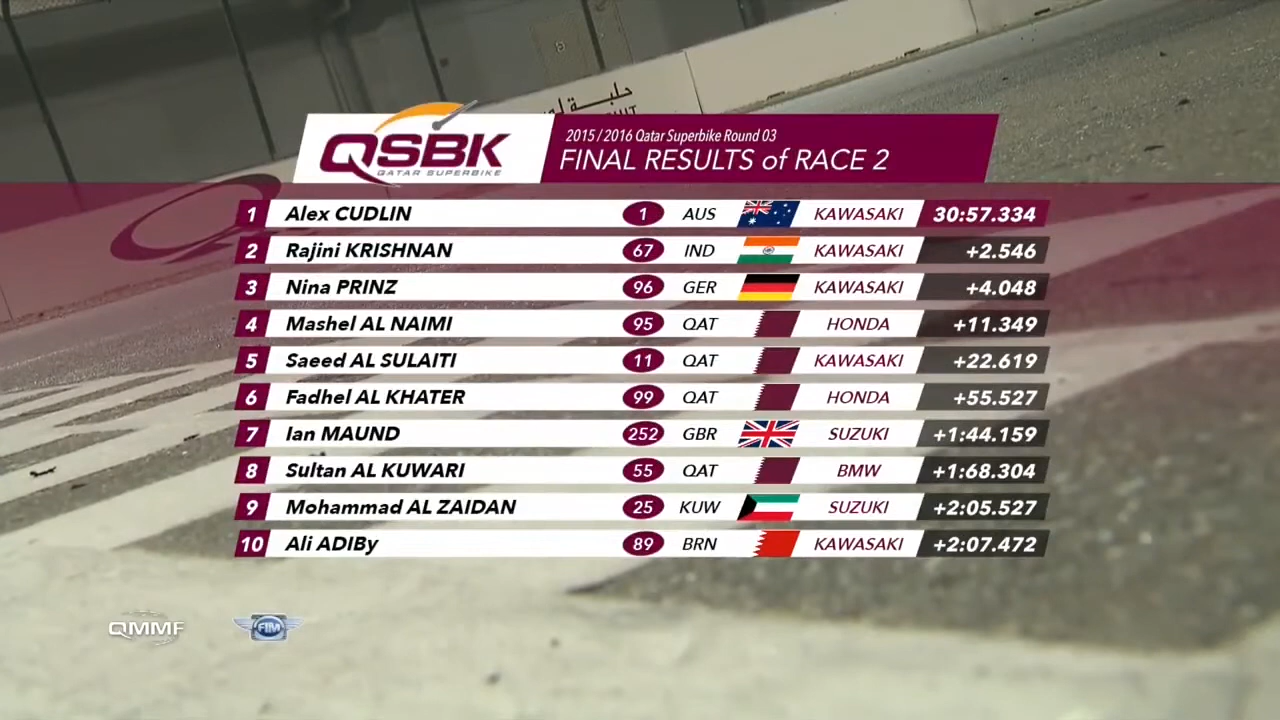 حلبة
QSBK
QATAR SUPERBIKE
2015 / 2016 Qatar Superbike Round 03
FINAL RESULTS of RACE 2
1 Alex CUDLIN 1 AUS KAWASAKI 30:57.334
2 Rajini KRISHNAN 67 IND KAWASAKI +2.546
3 Nina PRINZ 96 GER KAWASAKI +4.048
4 Mashel AL NAIMI 95 QAT HONDA +11.349
5 Saeed AL SULAITI 11 QAT KAWASAKI +22.619
6 Fadhel AL KHATER 99 QAT HONDA +55.527
7 Ian MAUND 252 GBR SUZUKI +1:44.159
8 Sultan AL KUWARI 55 QAT BMW +1:68.304
9 Mohammad AL ZAIDAN 25 KUW SUZUKI +2:05.527
10 Ali ADIBy 89 BRN KAWASAKI +2:07.472
QMMF FIM